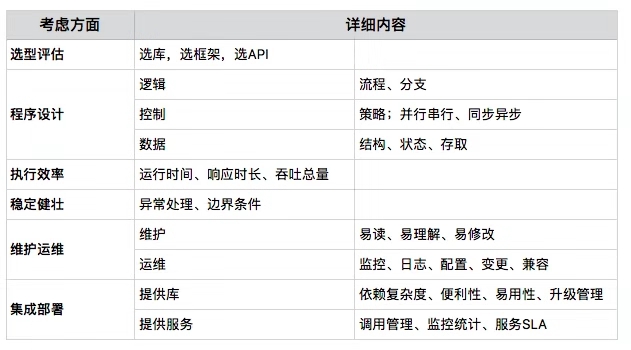 考虑方面 详细内容
选型评估 选库，选框架，选API
程序设计 逻辑 流程、分支
控制 策略；并行串行、同步异步
数据 结构、状态、存取
执行效率 运行时间、响应时长、吞吐总量
稳定健壮 异常处理、边界条件
维护运维 维护 易读、易理解、易修改
运维 监控、日志、配置、变更、兼容
集成部署 提供库 依赖复杂度、便利性、易用性、升级管理
提供服务 调用管理、监控统计、服务SLA